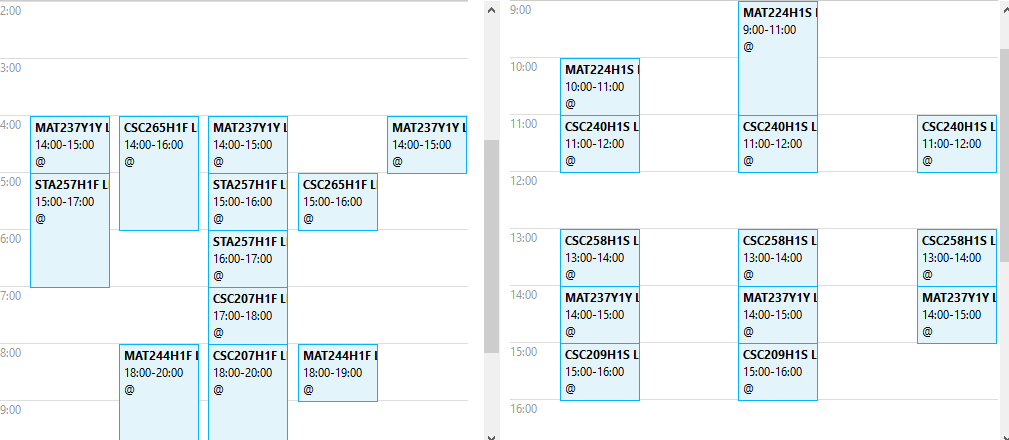 2:00
3:00
4:00
MAT237Y1Y L
14:00-15:00
@
CSC265H1F L
14:00-16:00
@
MAT237Y1Y L
14:00-15:00
@
MAT237Y1Y L
14:00-15:00
@
5:00
STA257H1F L
15:00-17:00
@
STA257H1F L
15:00-16:00
@
CSC265H1F L
15:00-16:00
@
6:00
STA257H1F L
16:00-17:00
@
7:00
CSC207H1F L
17:00-18:00
@
8:00
MAT244H1F L
18:00-20:00
@
CSC207H1F L
18:00-20:00
@
MAT244H1F L
18:00-19:00
@
9:00
9:00
MAT224H1S L
9:00-11:00
@
10:00
MAT224H1S L
10:00-11:00
@
11:00
CSC240H1S L
11:00-12:00
@
CSC240H1S L
11:00-12:00
@
CSC240H1S L
11:00-12:00
@
12:00
13:00
CSC258H1S L
13:00-14:00
@
CSC258H1S L
13:00-14:00
@
CSC258H1S L
13:00-14:00
@
14:00
MAT237Y1Y L
14:00-15:00
@
MAT237Y1Y L
14:00-15:00
@
MAT237Y1Y L
14:00-15:00
@
15:00
CSC209H1S L
15:00-16:00
@
CSC209H1S L
15:00-16:00
@
16:00